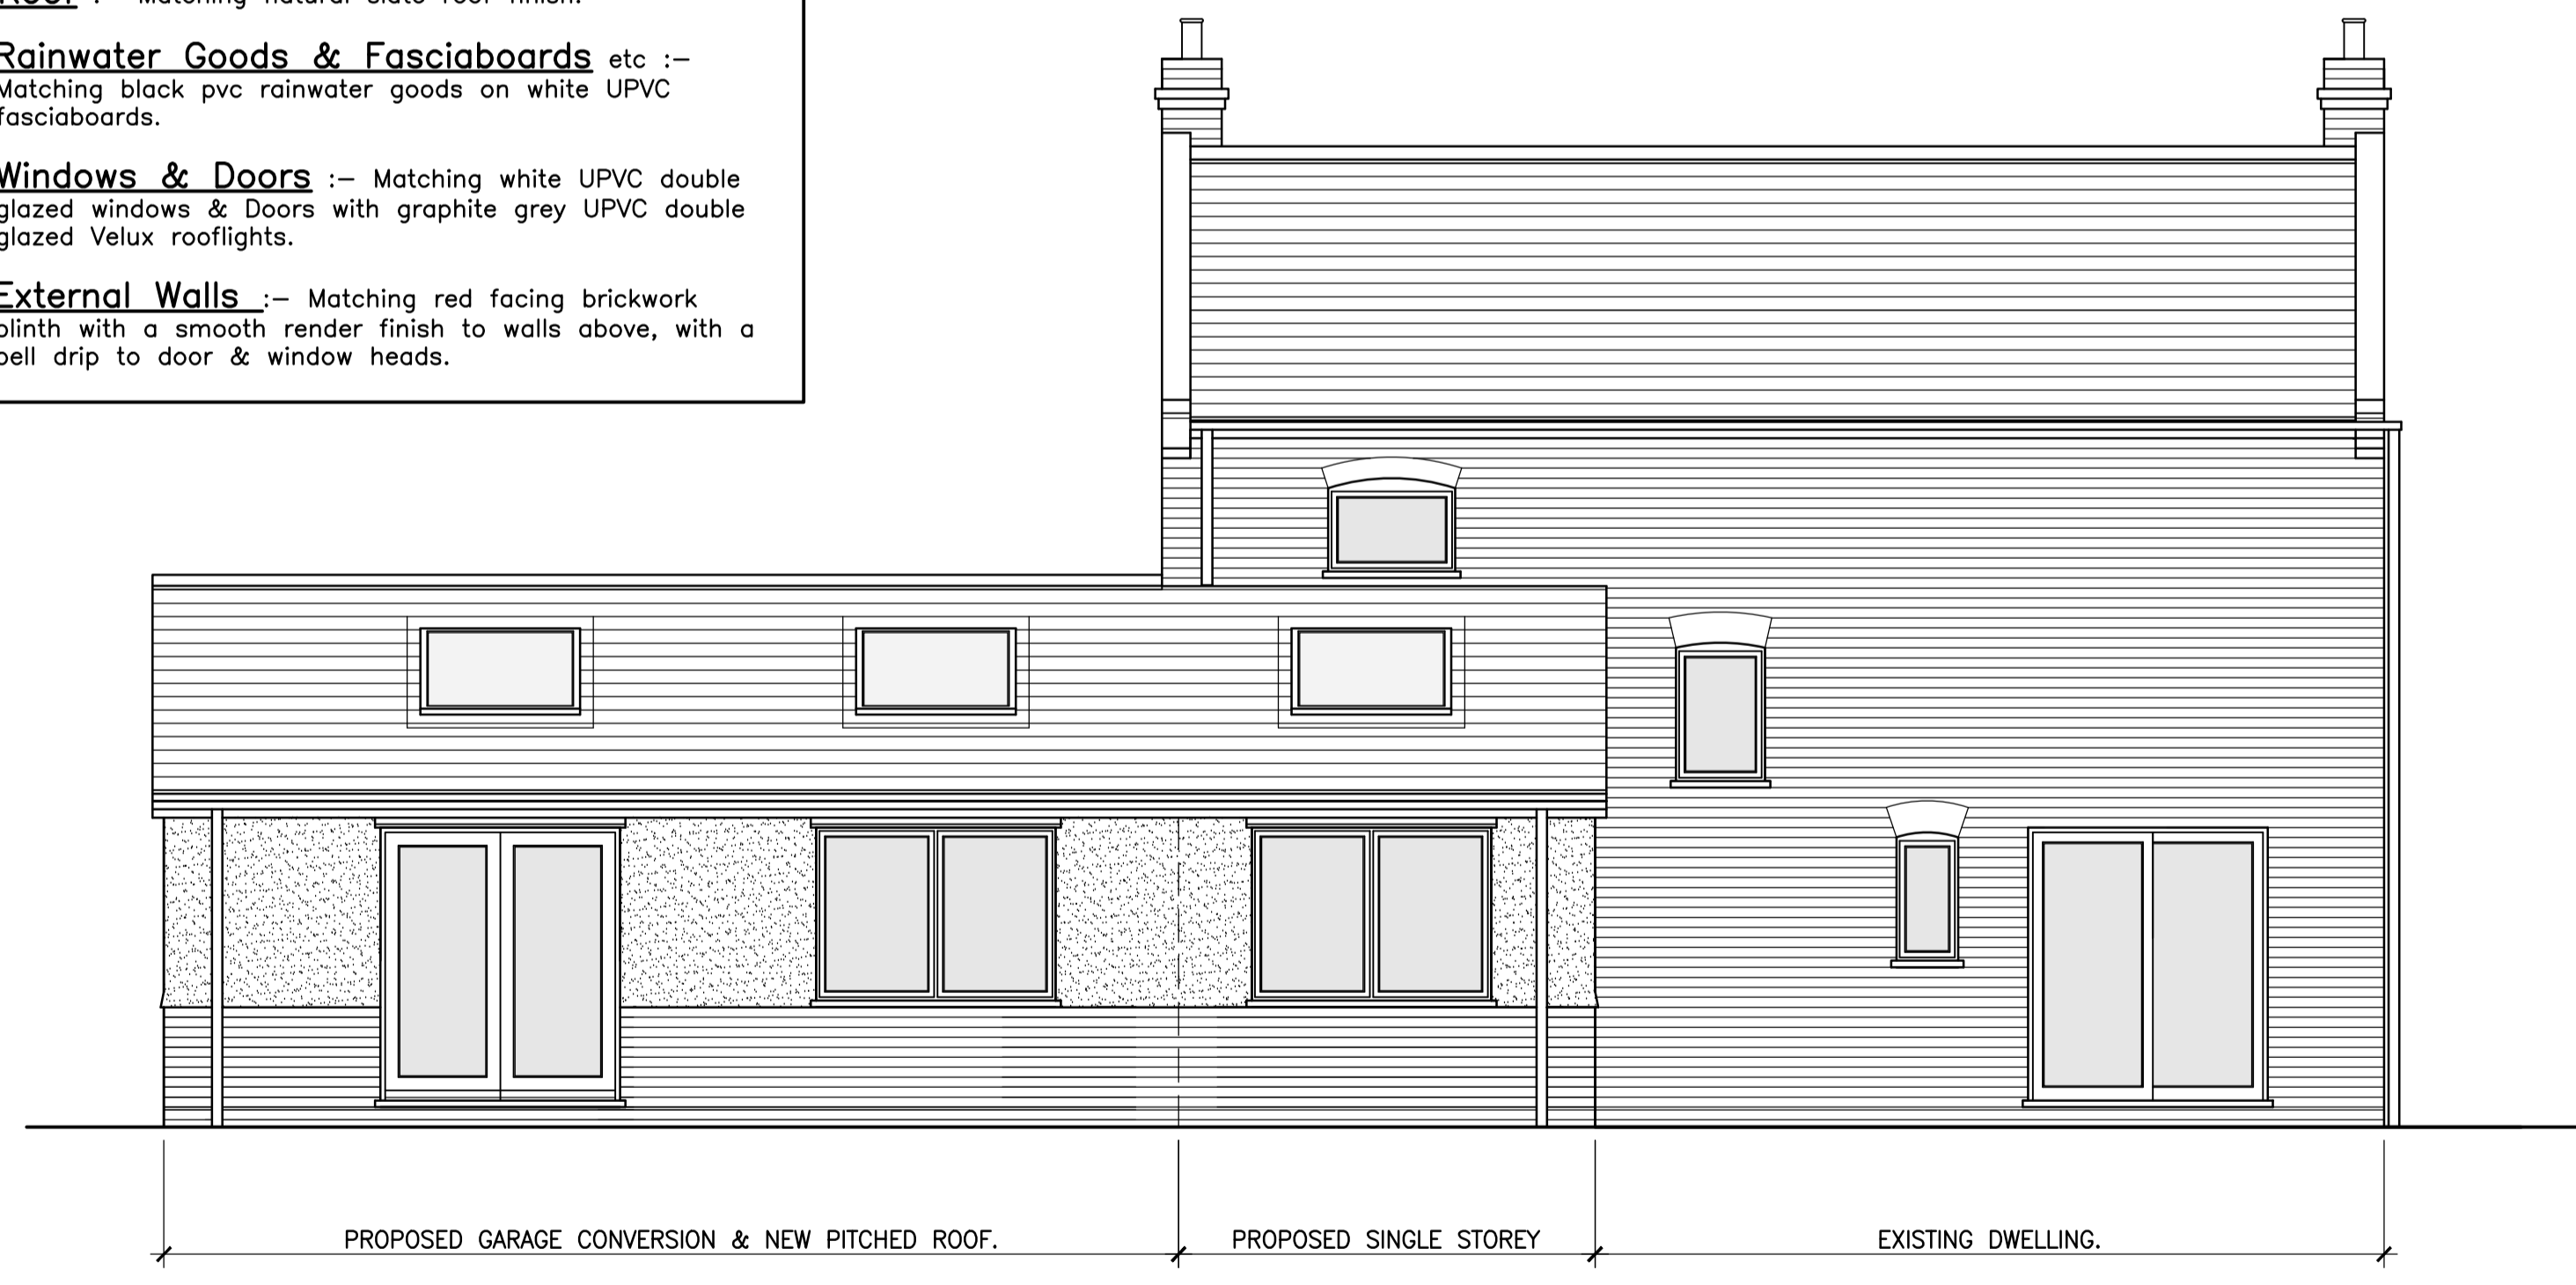 Rainwater Goods & Fasciaboards etc :-
Matching black pvc rainwater goods on white UPVC
fasciaboards.
Windows & Doors :- Matching white UPVC double
glazed windows & Doors with graphite grey UPVC double
glazed Velux rooflights.
External Walls :- Matching red facing brickwork
plinth with a smooth render finish to walls above, with a
bell drip to door & window heads.
PROPOSED GARAGE CONVERSION & NEW PITCHED ROOF.
PROPOSED SINGLE STOREY
EXISTING DWELLING.